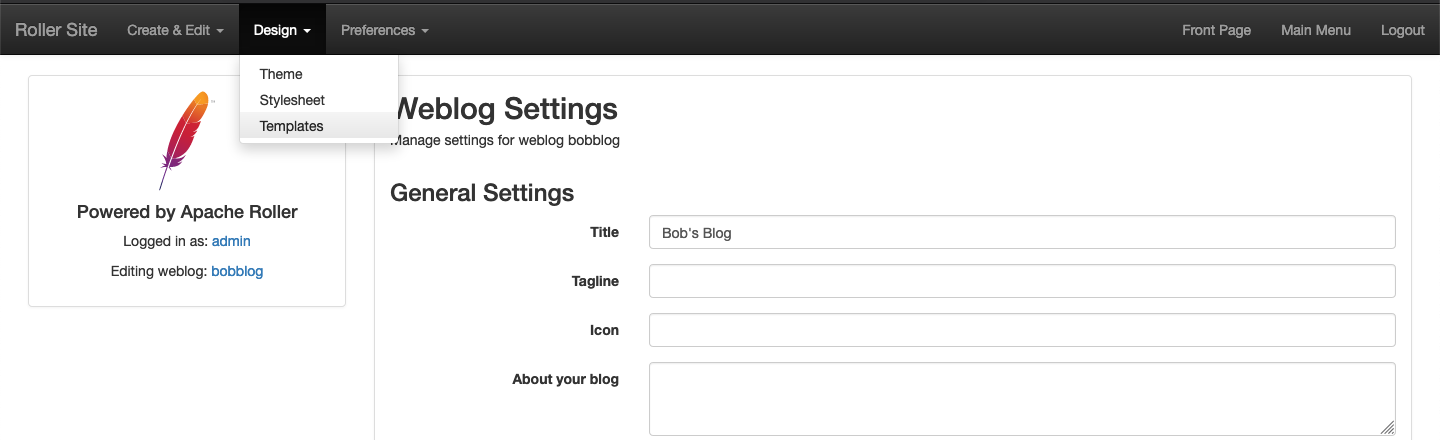 Roller Site Create & Edit Design Preferences Front Page Main Menu Logout
Theme
Stylesheet
Templates
Powered by Apache Roller
Logged in as: admin
Editing weblog: bobblog
Weblog Settings
Manage settings for weblog bobblog
General Settings
Title Bob's Blog
Tagline
Icon
About your blog